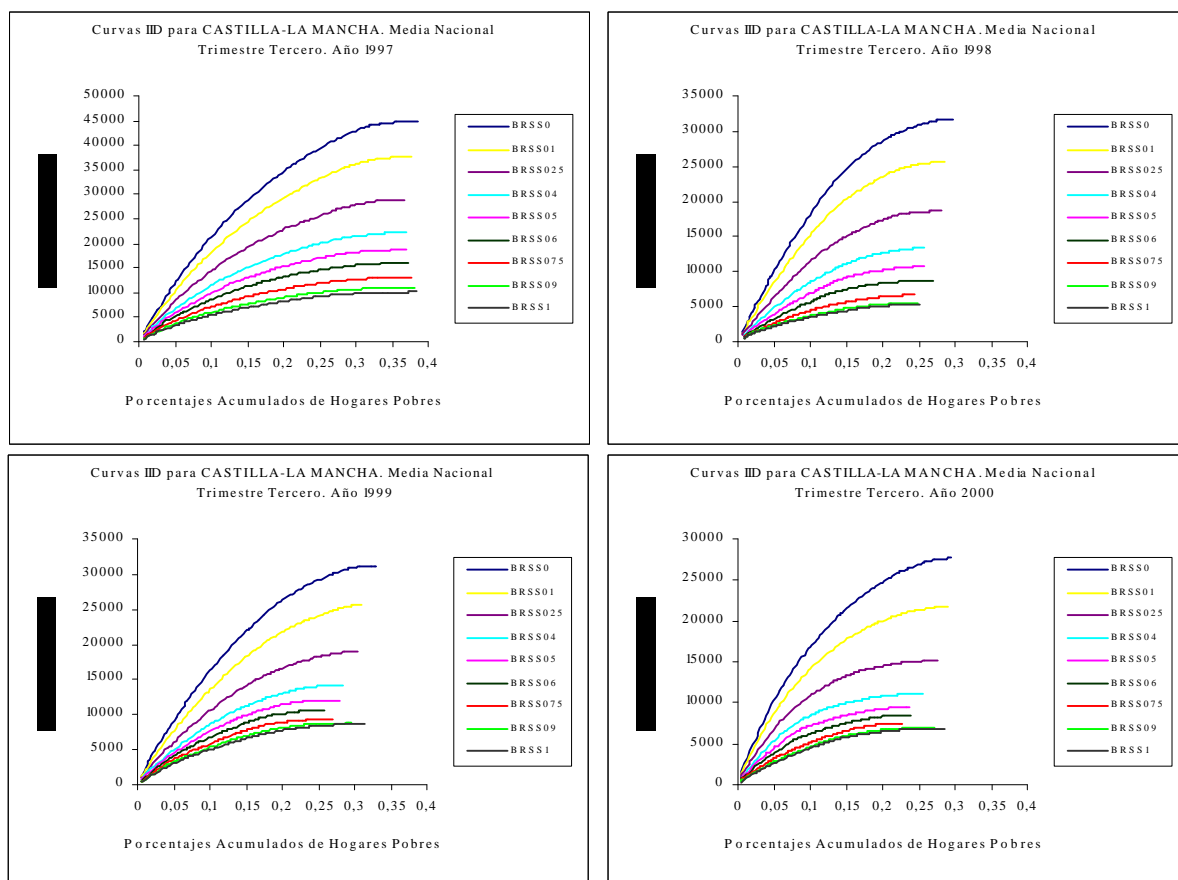 Curvas IID para CASTILLA-LA MANCHA. Media Nacional
Trimestre Tercero. Año 1997
50000
45000
40000
35000
30000
25000
20000
15000
10000
5000
0
0 0,05 0,1 0,15 0,2 0,25 0,3 0,35 0,4
Porcentajes Acumulados de Hogares Pobres
BRSS0
BRSS01
BRSS025
BRSS04
BRSS05
BRSS06
BRSS075
BRSS09
BRSS1
Curvas IID para CASTILLA-LA MANCHA. Media Nacional
Trimestre Tercero. Año 1998
35000
30000
25000
20000
15000
10000
5000
0
0 0,05 0,1 0,15 0,2 0,25 0,3 0,35 0,4
Porcentajes Acumulados de Hogares Pobres
BRSS0
BRSS01
BRSS025
BRSS04
BRSS05
BRSS06
BRSS075
BRSS09
BRSS1
Curvas IID para CASTILLA-LA MANCHA. Media Nacional
Trimestre Tercero. Año 1999
35000
30000
25000
20000
15000
10000
5000
0
0 0,05 0,1 0,15 0,2 0,25 0,3 0,35 0,4
Porcentajes Acumulados de Hogares Pobres
BRSS0
BRSS01
BRSS025
BRSS04
BRSS05
BRSS06
BRSS075
BRSS09
BRSS1
Curvas IID para CASTILLA-LA MANCHA. Media Nacional
Trimestre Tercero. Año 2000
30000
25000
20000
15000
10000
5000
0
0 0,05 0,1 0,15 0,2 0,25 0,3 0,35 0,4
Porcentajes Acumulados de Hogares Pobres
BRSS0
BRSS01
BRSS025
BRSS04
BRSS05
BRSS06
BRSS075
BRSS09
BRSS1